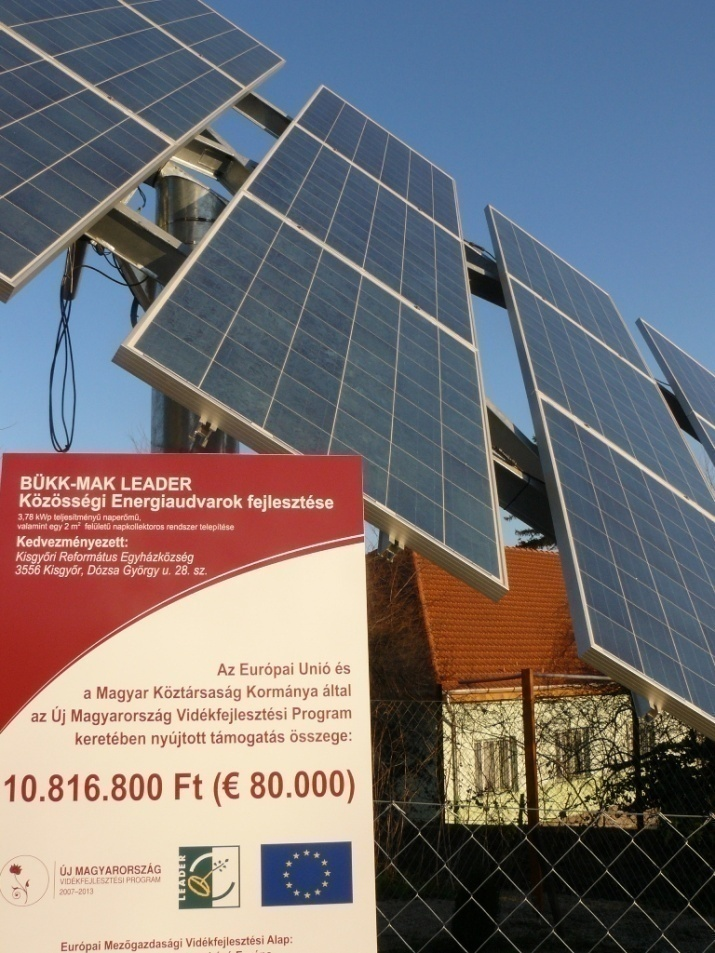 BÜKK-MAK LEADER
Közösségi Energiaudvarok fejlesztése
3,78 kWp teljesítményű naperőmű,
valamint egy 2 m² felületű napkollektoros rendszer telepítése
Kedvezményezett:
Kisgyőri Református Egyházközség
3556 Kisgyőr, Dózsa György u. 28. sz.
Az Európai Unió és
a Magyar Köztársaság Kormánya által
az Új Magyarország Vidékfejlesztési Program
keretében nyújtott támogatás összege:
10.816.800 Ft (€ 80.000)
ÚJ MAGYARORSZÁG
VIDÉKFEJLESZTÉSI PROGRAM
2007–2013
LEADER
Európai Mezőgazdasági Vidékfejlesztési Alap: